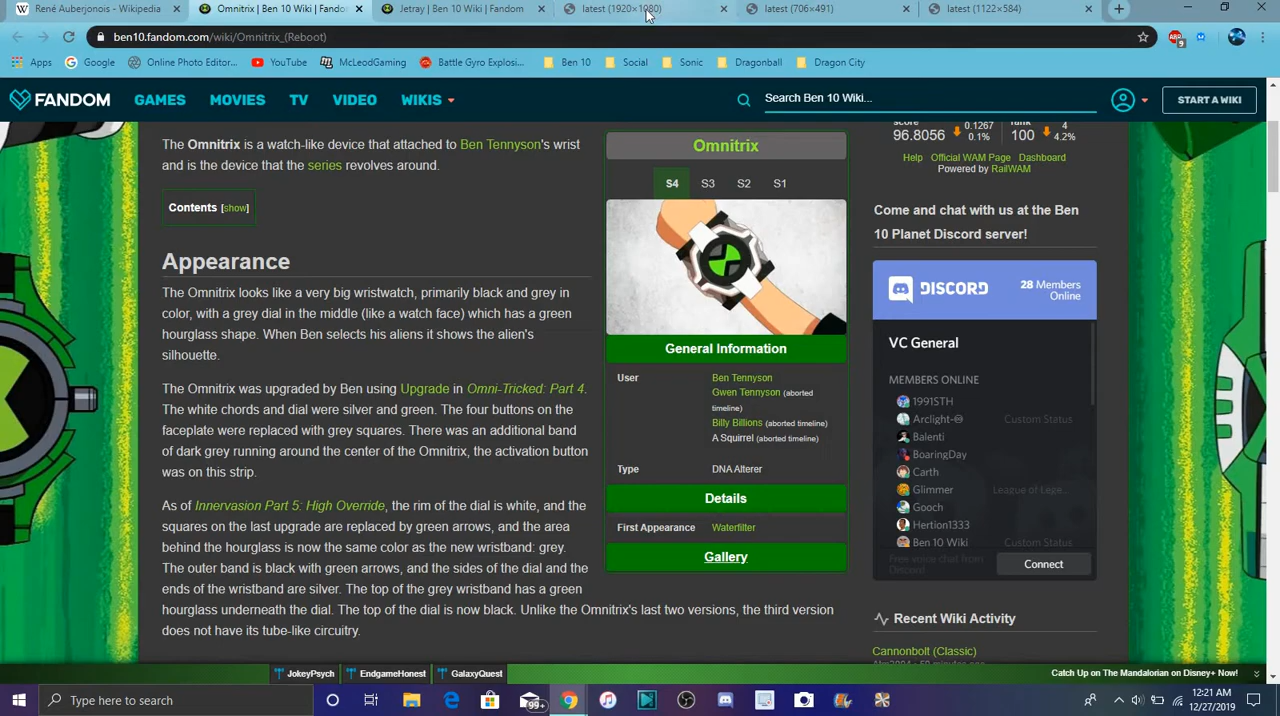 René Auberjonois - Wikipedia
Omnitrix | Ben 10 Wiki | Fandom
Jetray | Ben 10 Wiki | Fandom
latest (1920×1080)
latest (706×491)
latest (1122×584)
ben10.fandom.com/wiki/Omnitrix_(Reboot)
9
Apps
Google
Online Photo Editor...
YouTube
McLeodGaming
Battle Gyro Explosi...
Ben 10
Social
Sonic
Dragonball
Dragon City
FANDOM
GAMES
MOVIES
TV
VIDEO
WIKIS
Search Ben 10 Wiki...
START A WIKI
The Omnitrix is a watch-like device that attached to Ben Tennyson's wrist
and is the device that the series revolves around.
Contents [show]
Appearance
The Omnitrix looks like a very big wristwatch, primarily black and grey in
color, with a grey dial in the middle (like a watch face) which has a green
hourglass shape. When Ben selects his aliens it shows the alien's
silhouette.
The Omnitrix was upgraded by Ben using Upgrade in Omni-Tricked: Part 4.
The white chords and dial were silver and green. The four buttons on the
faceplate were replaced with grey squares. There was an additional band
of dark grey running around the center of the Omnitrix, the activation button
was on this strip.
As of Innervasion Part 5: High Override, the rim of the dial is white, and the
squares on the last upgrade are replaced by green arrows, and the area
behind the hourglass is now the same color as the new wristband: grey.
The outer band is black with green arrows, and the sides of the dial and the
ends of the wristband are silver. The top of the grey wristband has a green
hourglass underneath the dial. The top of the dial is now black. Unlike the Omnitrix's last two versions, the third version
does not have its tube-like circuitry.
Omnitrix
S4 S3 S2 S1
General Information
User
Ben Tennyson
Gwen Tennyson (aborted
timeline)
Billy Billions (aborted timeline)
A Squirrel (aborted timeline)
Type
DNA Alterer
Details
First Appearance
Waterfilter
Gallery
score
96.8056
0.1267
0.1%
rank
100
4
4.2%
Help Official WAM Page Dashboard
Powered by RailWAM
Come and chat with us at the Ben
10 Planet Discord server!
DISCORD
28 Members
Online
VC General
MEMBERS ONLINE
1991STH
Arclight-♾ Custom Status
Balenti
BoaringDay
Carth
Glimmer League of Lege...
Gooch
Hertion1333
Ben 10 Wiki Custom Status
Free voice chat from
Discord
Connect
Recent Wiki Activity
Cannonbolt (Classic)
JokeyPsych
EndgameHonest
GalaxyQuest
Catch Up on The Mandalorian on Disney+ Now!
Type here to search
99+
12:21 AM
12/27/2019